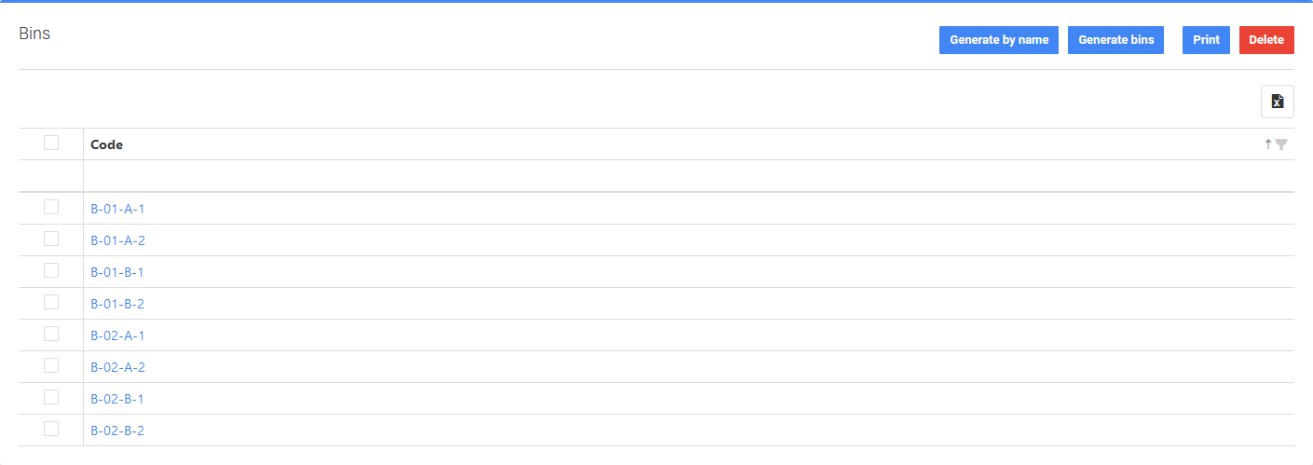 Bins
Generate by name Generate bins Print Delete
Code
B-01-A-1
B-01-A-2
B-01-B-1
B-01-B-2
B-02-A-1
B-02-A-2
B-02-B-1
B-02-B-2